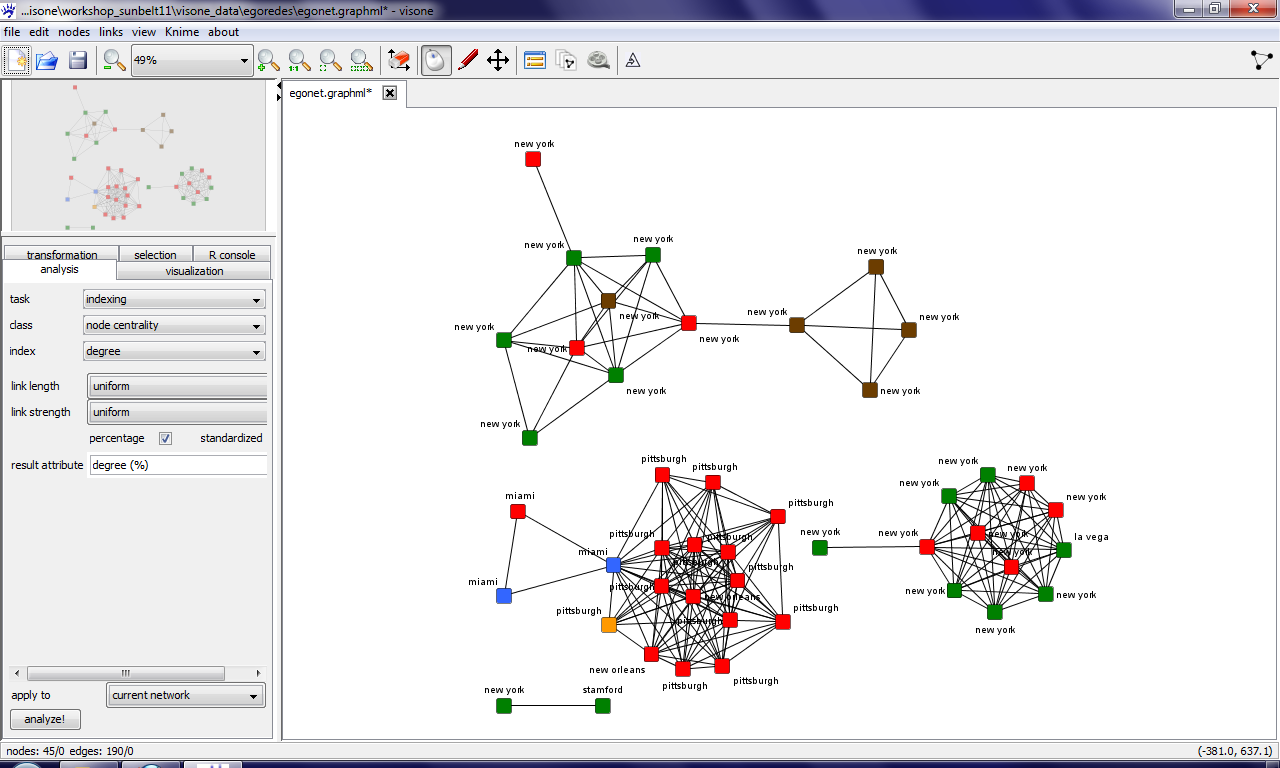 ...isone\workshop_sunbelt11\visone_data\egoredes\egonet.graphml* - visone
file edit nodes links view Knime about
49%
egonet.graphml*
transformation selection R console
analysis visualization
task indexing
class node centrality
index degree
link length uniform
link strength uniform
percentage standardized
result attribute degree (%)
apply to current network
analyze!
new york
new york
new york
new york
new york
new york
new york
new york
new york
new york
new york
new york
new york
new york
pittsburgh
pittsburgh
new york
new york
new york
new york
miami
pittsburgh
pittsburgh
pittsburgh
new york
new york
new york
la vega
miami
pittsburgh
new york
miami
pittsburgh
pittsburgh
new orleans
new york
new york
pittsburgh
pittsburgh
pittsburgh
new york
new orleans
pittsburgh
pittsburgh
new york
stamford
nodes: 45/0 edges: 190/0
(-381.0, 637.1)